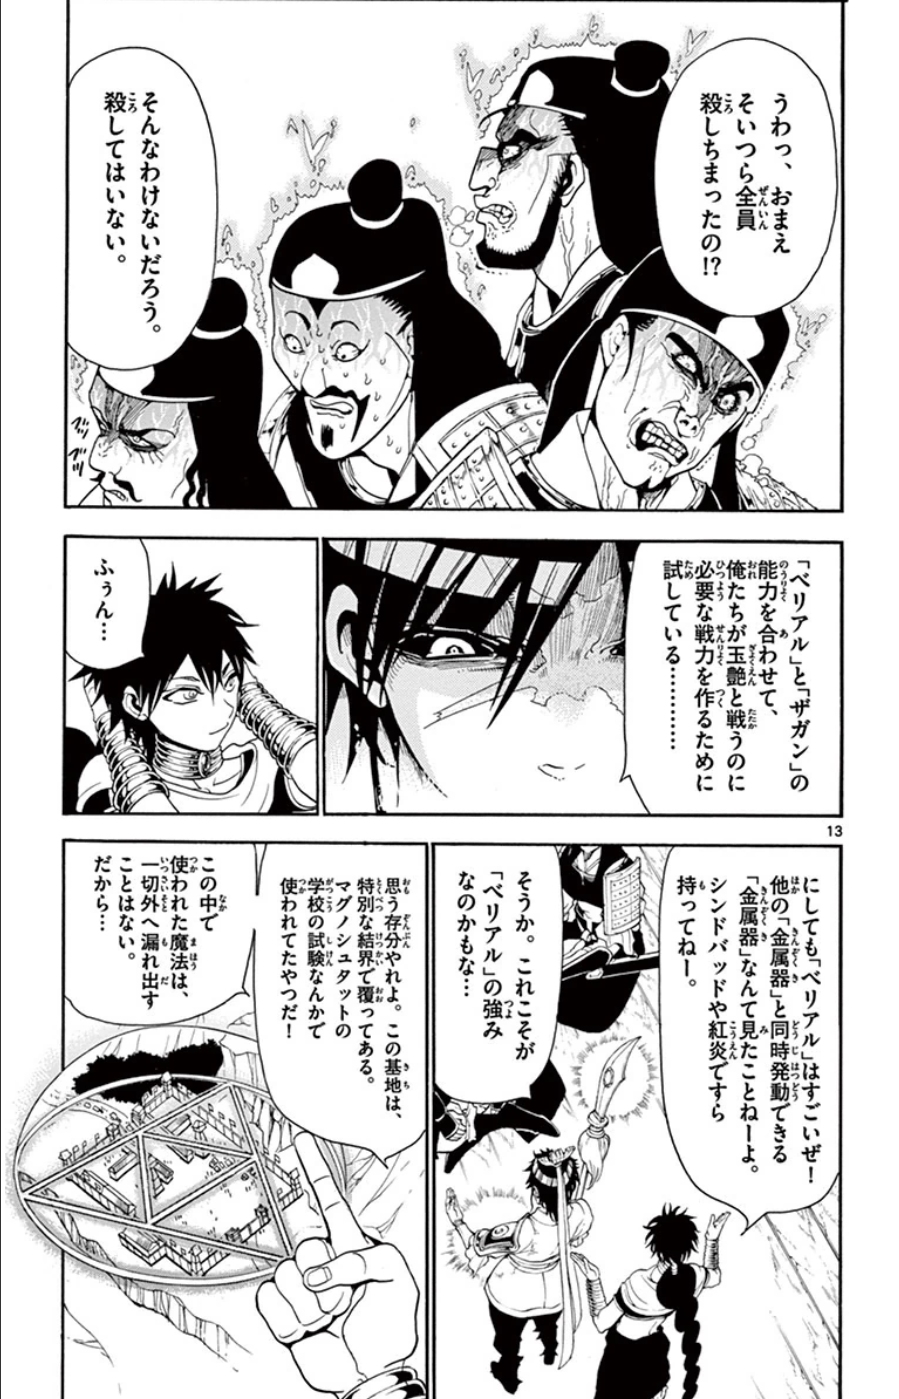 うわっ、おまえ
そいつら全員
殺しちまったの!?
そんなわけないだろう。
殺してはいない。
ブツ
ブツ
「ベリアル」と「ザガン」の
能力を合わせて、
俺たちが玉艶と戦うのに
必要な戦力を作るために
試している…………
ふぅん…
13
にしても「ベリアル」はすごいぜ!
他の「金属器」と同時発動できる
「金属器」なんて見たことねーよ。
シンドバッドや紅炎ですら
持ってねー。
そうか。これこそが
「ベリアル」の強み
なのかもな…
思う存分やれよ。この基地は、
特別な結界で覆ってある。
マグノシュタットの
学校の試験なんかで
使われてたやつだ!
この中で
使われた魔法は、
一切外へ漏れ出す
ことはない。
だから…